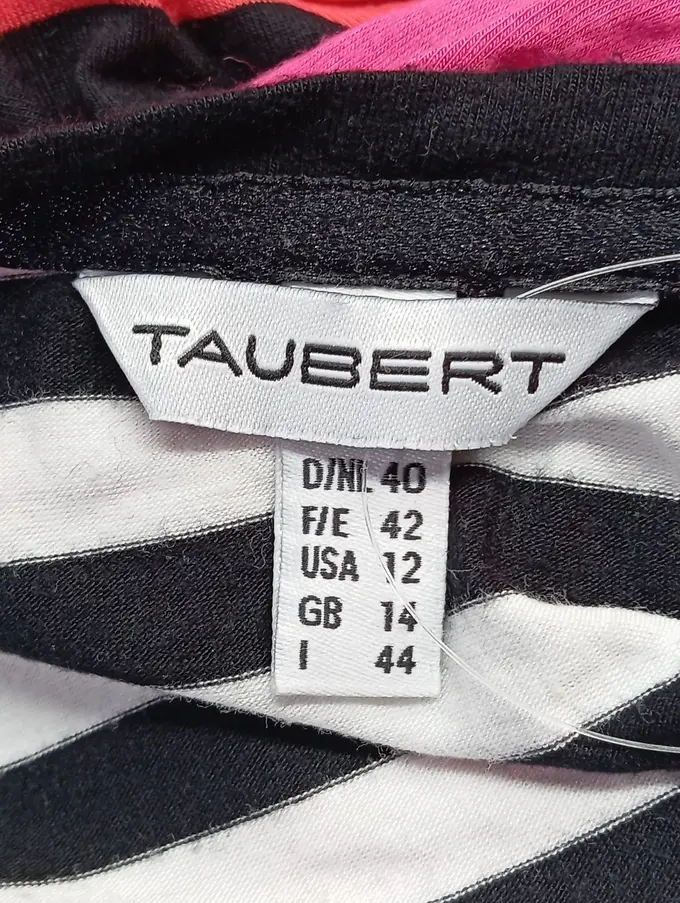 TAUBERT
D/NL 40
F/E 42
USA 12
GB 14
I 44